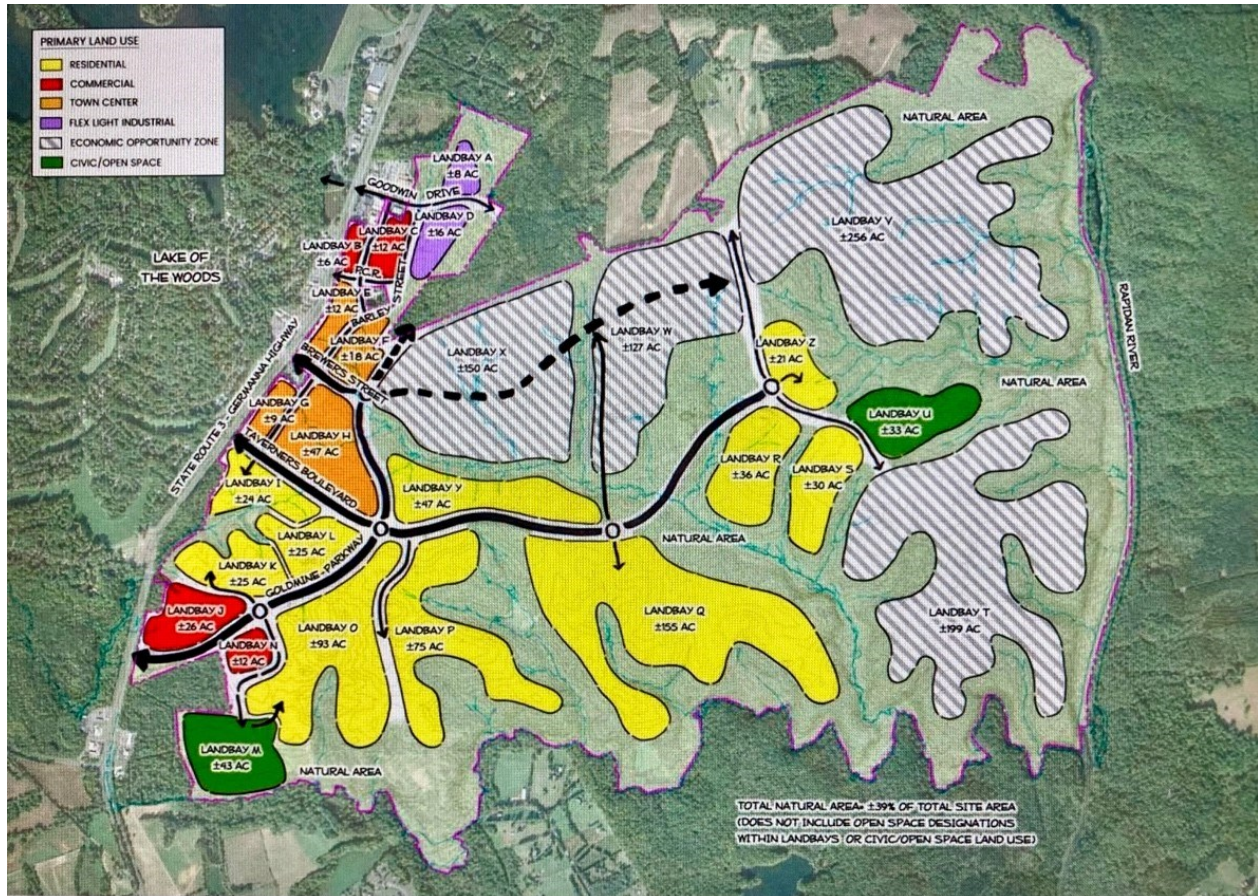 PRIMARY LAND USE
RESIDENTIAL
COMMERCIAL
TOWN CENTER
FLEX LIGHT INDUSTRIAL
ECONOMIC OPPORTUNITY ZONE
CIVIC/OPEN SPACE
NATURAL AREA
LANDBAY A
±8 AC
GOODWIN DRIVE
LANDBAY D
±16 AC
LANDBAY C
±12 AC
LANDBAY B
±6 AC
LANDBAY V
±256 AC
LAKE OF
THE WOODS
P.C.R.
LANDBAY E
±12 AC
BARLEY STREET
LANDBAY F
±18 AC
BREWERS STREET
STATE ROUTE 3 - GERMANNA HIGHWAY
RAPIDAN RIVER
LANDBAY W
±127 AC
LANDBAY X
±150 AC
LANDBAY Z
±21 AC
NATURAL AREA
LANDBAY G
±9 AC
LANDBAY H
±47 AC
LANDBAY U
±33 AC
TAVERNERS BOULEVARD
LANDBAY R
±36 AC
LANDBAY S
±30 AC
LANDBAY I
±24 AC
LANDBAY Y
±47 AC
LANDBAY L
±25 AC
NATURAL AREA
LANDBAY K
±25 AC
GOLDMINE PARKWAY
LANDBAY J
±26 AC
LANDBAY O
±93 AC
LANDBAY P
±75 AC
LANDBAY Q
±155 AC
LANDBAY T
±199 AC
LANDBAY N
±12 AC
LANDBAY M
±43 AC
NATURAL AREA
TOTAL NATURAL AREA= ±39% OF TOTAL SITE AREA
(DOES NOT INCLUDE OPEN SPACE DESIGNATIONS
WITHIN LANDBAYS OR CIVIC/OPEN SPACE LAND USE)